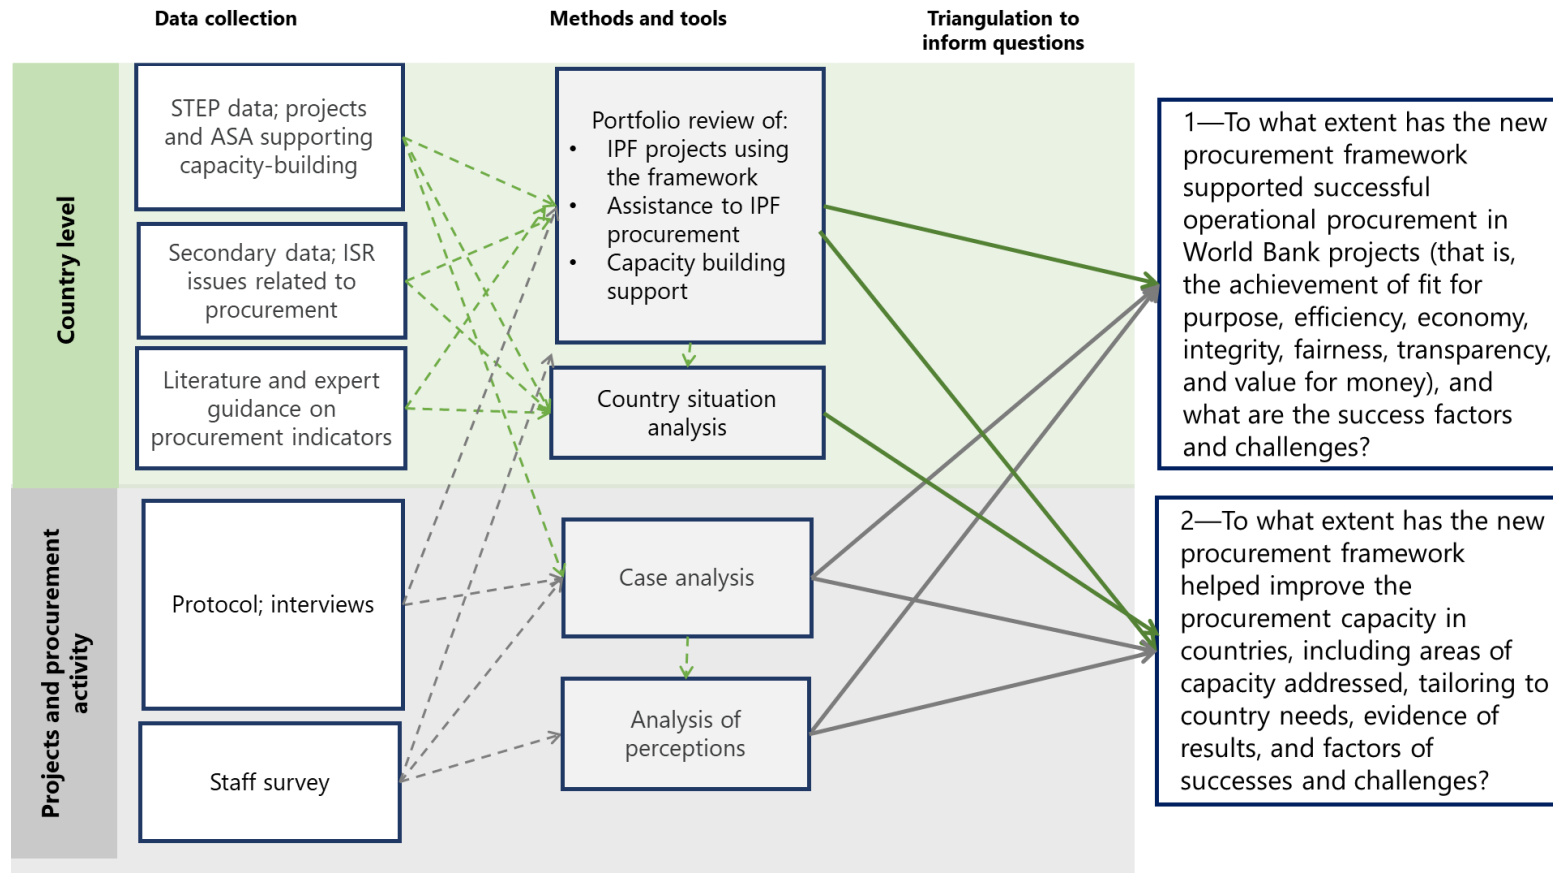 Data collection
Methods and tools
Triangulation to
inform questions
Country level
STEP data; projects
and ASA supporting
capacity-building
Secondary data; ISR
issues related to
procurement
Literature and expert
guidance on
procurement indicators
Portfolio review of:
• IPF projects using
the framework
• Assistance to IPF
procurement
• Capacity building
support
Country situation
analysis
Projects and procurement
activity
Protocol; interviews
Staff survey
Case analysis
Analysis of
perceptions
1—To what extent has the new
procurement framework
supported successful
operational procurement in
World Bank projects (that is,
the achievement of fit for
purpose, efficiency, economy,
integrity, fairness, transparency,
and value for money), and
what are the success factors
and challenges?
2—To what extent has the new
procurement framework
helped improve the
procurement capacity in
countries, including areas of
capacity addressed, tailoring to
country needs, evidence of
results, and factors of
successes and challenges?